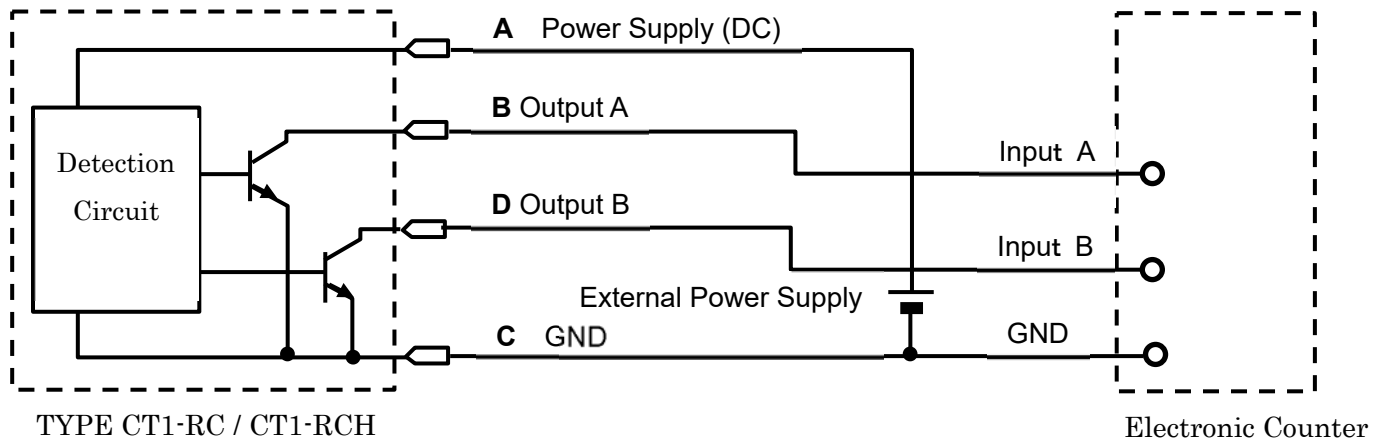 A Power Supply (DC)
B Output A
Input A
Detection
Circuit
D Output B
Input B
External Power Supply
C GND
GND
TYPE CT1-RC / CT1-RCH
Electronic Counter